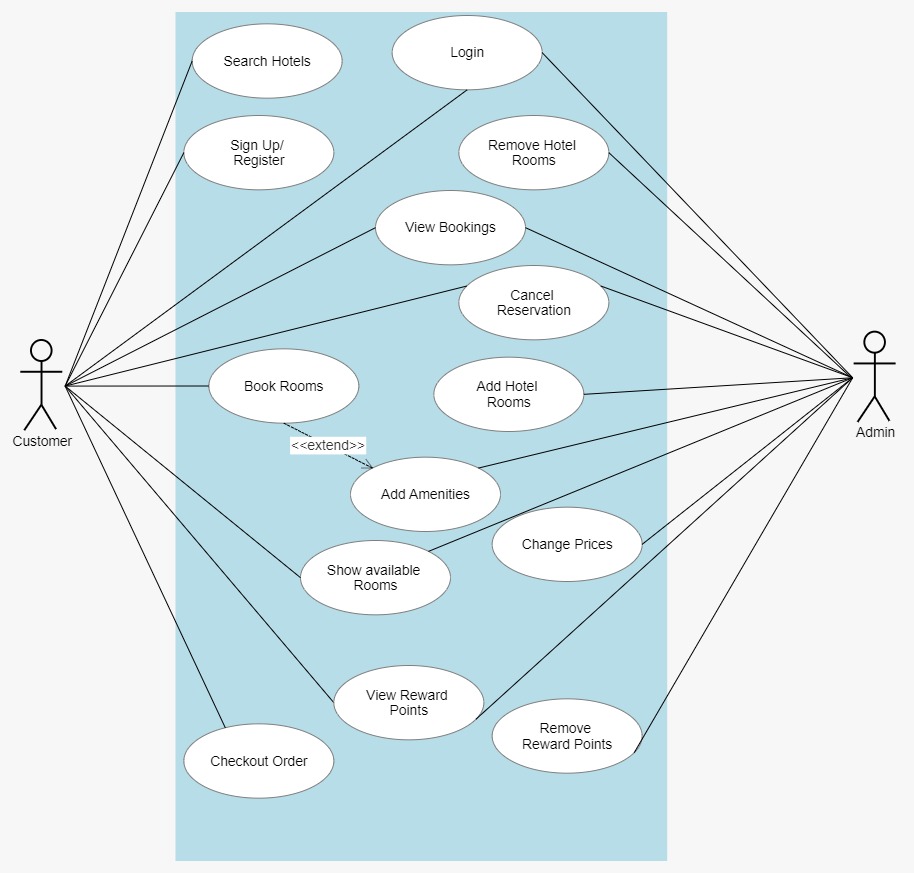 Search Hotels
Login
Sign Up/
Register
Remove Hotel
Rooms
View Bookings
Cancel
Reservation
Book Rooms
Add Hotel
Rooms
Customer
Admin
<<extend>>
Add Amenities
Change Prices
Show available
Rooms
View Reward
Points
Remove
Reward Points
Checkout Order